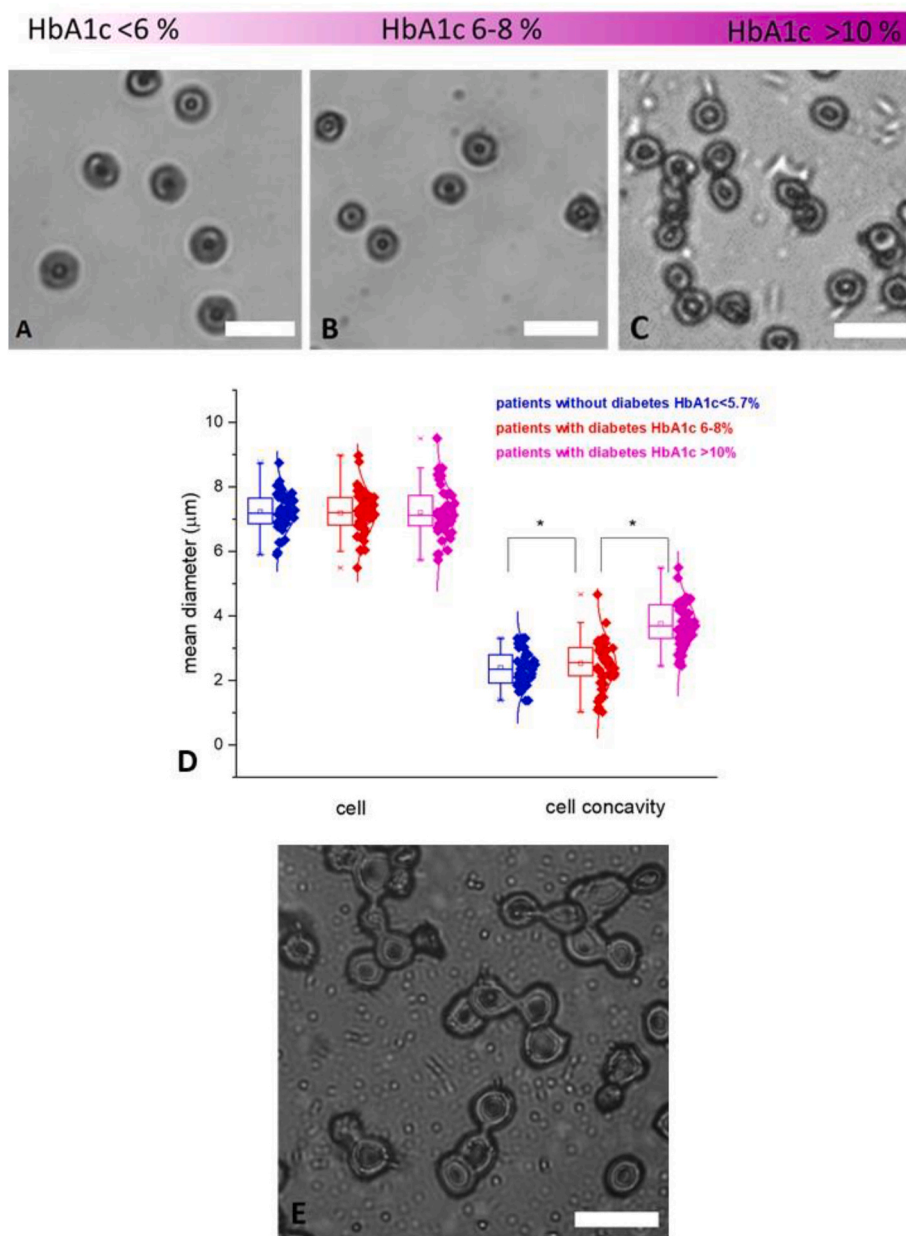 HbA1c <6 % HbA1c 6-8 % HbA1c >10 %
A B C
patients without diabetes HbA1c<5.7%
patients with diabetes HbA1c 6-8%
patients with diabetes HbA1c >10%
10
8
6
4
2
0
mean diameter (μm)
* *
D
cell cell concavity
E